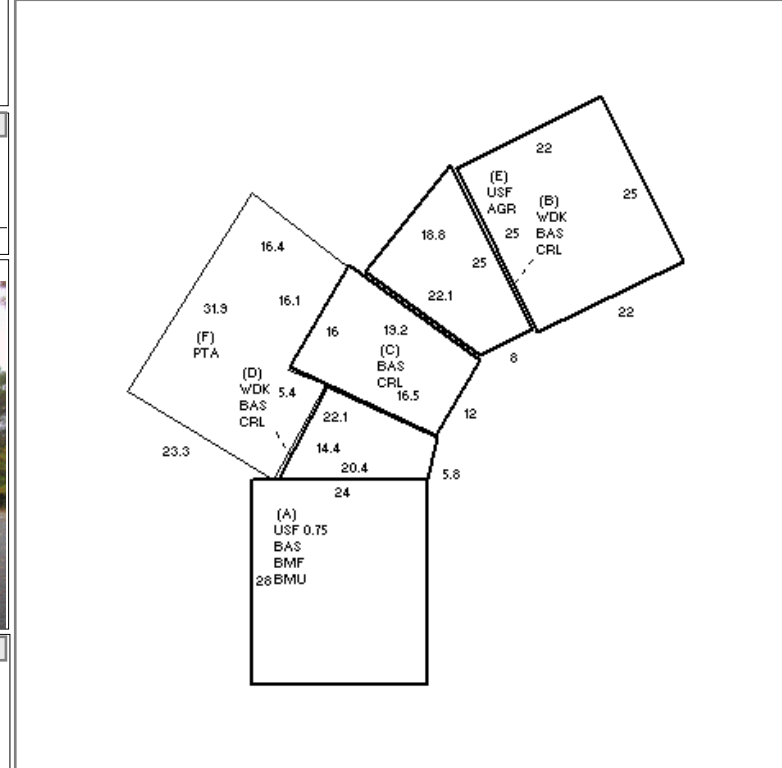 22
(E)
USF
AGR
25
(B)
WDK
BAS
CRL
25
18.8
25
16.4
22.1
16.1
31.9
22
(F)
PTA
16
19.2
(C)
BAS
CRL
16.5
8
(D)
WDK
BAS
CRL
5.4
22.1
12
14.4
23.3
20.4
5.8
24
(A)
USF 0.75
BAS
BMF
28 BMU